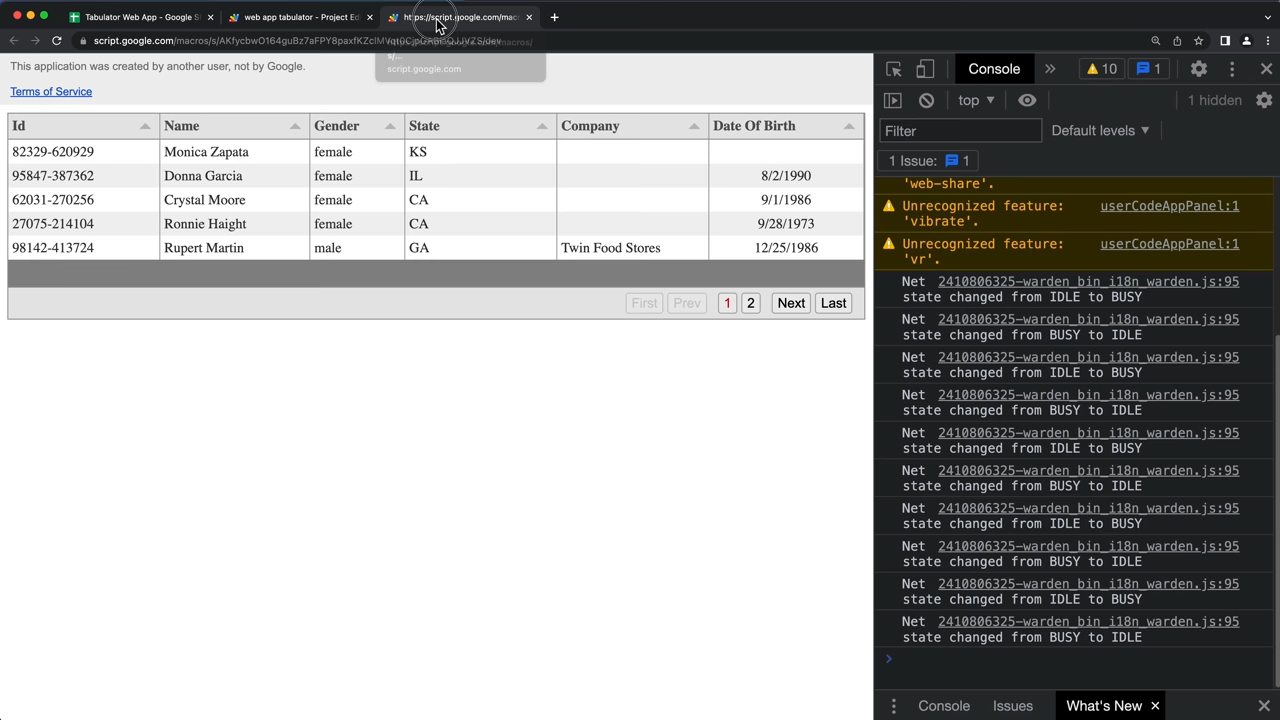 Tabulator Web App - Google S
web app tabulator - Project Edi
https://script.google.com/mac
script.google.com
script.google.com
This application was created by another user, not by Google.
Terms of Service
Id Name Gender State Company Date Of Birth
82329-620929 Monica Zapata female KS
95847-387362 Donna Garcia female IL 8/2/1990
62031-270256 Crystal Moore female CA 9/1/1986
27075-214104 Ronnie Haight female CA 9/28/1973
98142-413724 Rupert Martin male GA Twin Food Stores 12/25/1986
First Prev 1 2 Next Last
Console » 10 1
top ▼ 1 hidden
Filter Default levels ▼
1 Issue: 1
'web-share'.
Unrecognized feature: userCodeAppPanel:1
'vibrate'.
Unrecognized feature: userCodeAppPanel:1
'vr'.
Net 2410806325-warden_bin_i18n_warden.js:95
state changed from IDLE to BUSY
Net 2410806325-warden_bin_i18n_warden.js:95
state changed from BUSY to IDLE
Net 2410806325-warden_bin_i18n_warden.js:95
state changed from IDLE to BUSY
Net 2410806325-warden_bin_i18n_warden.js:95
state changed from BUSY to IDLE
Net 2410806325-warden_bin_i18n_warden.js:95
state changed from IDLE to BUSY
Net 2410806325-warden_bin_i18n_warden.js:95
state changed from BUSY to IDLE
Net 2410806325-warden_bin_i18n_warden.js:95
state changed from IDLE to BUSY
Net 2410806325-warden_bin_i18n_warden.js:95
state changed from BUSY to IDLE
Net 2410806325-warden_bin_i18n_warden.js:95
state changed from IDLE to BUSY
Net 2410806325-warden_bin_i18n_warden.js:95
state changed from BUSY to IDLE
Console Issues What's New